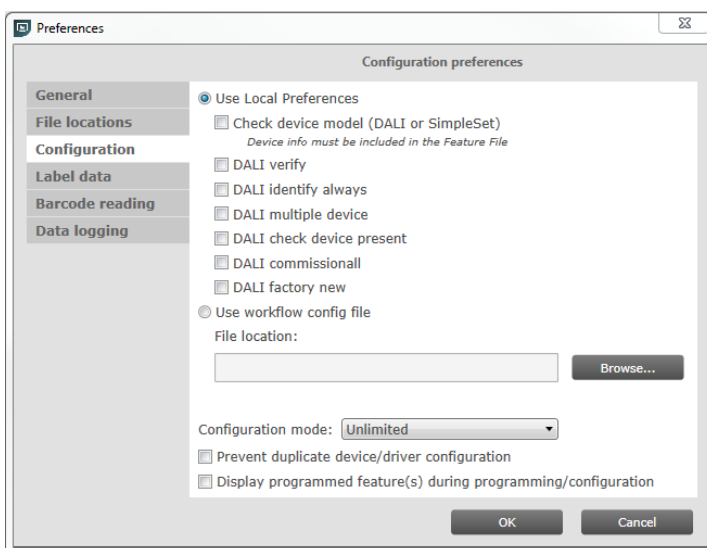 Preferences
Configuration preferences
General
File locations
Configuration
Label data
Barcode reading
Data logging
Use Local Preferences
Check device model (DALI or SimpleSet)
Device info must be included in the Feature File
DALI verify
DALI identify always
DALI multiple device
DALI check device present
DALI commissionall
DALI factory new
Use workflow config file
File location:
Browse...
Configuration mode: Unlimited
Prevent duplicate device/driver configuration
Display programmed feature(s) during programming/configuration
OK Cancel